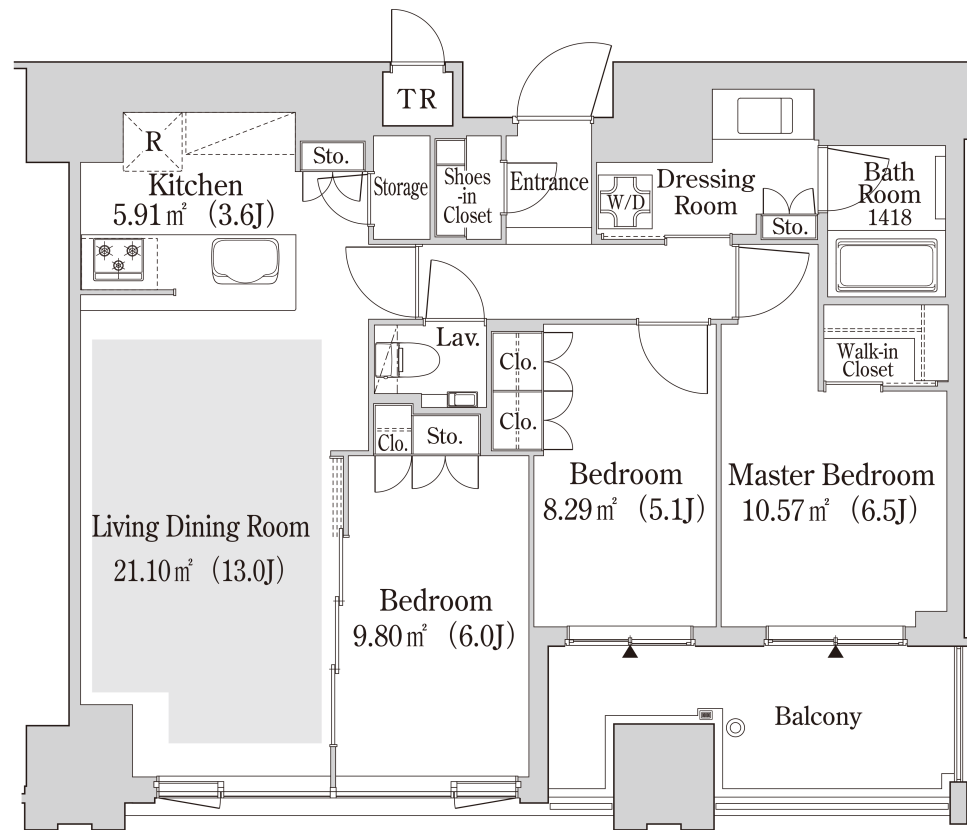 TR
R
Kitchen
5.91㎡ (3.6J)
Sto.
Storage
Shoes
-in
Closet
Entrance
W/D
Dressing
Room
Sto.
Bath
Room
1418
Lav.
Clo.
Clo.
Walk-in
Closet
Clo.
Sto.
Living Dining Room
21.10㎡ (13.0J)
Bedroom
9.80㎡ (6.0J)
Bedroom
8.29㎡ (5.1J)
Master Bedroom
10.57㎡ (6.5J)
Balcony